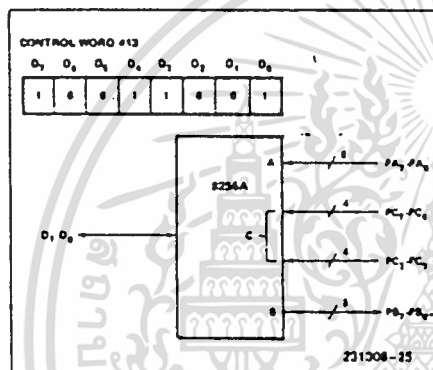 CONTROL WORD #13
D7 D6 D5 D4 D3 D2 D1 D0
1 0 0 1 1 0 0 1
A 8 PA7-PA0
8255A
4 PC7-PC4
D7 D0 C
4 PC3-PC0
B 8 PB7-PB0
231308-25